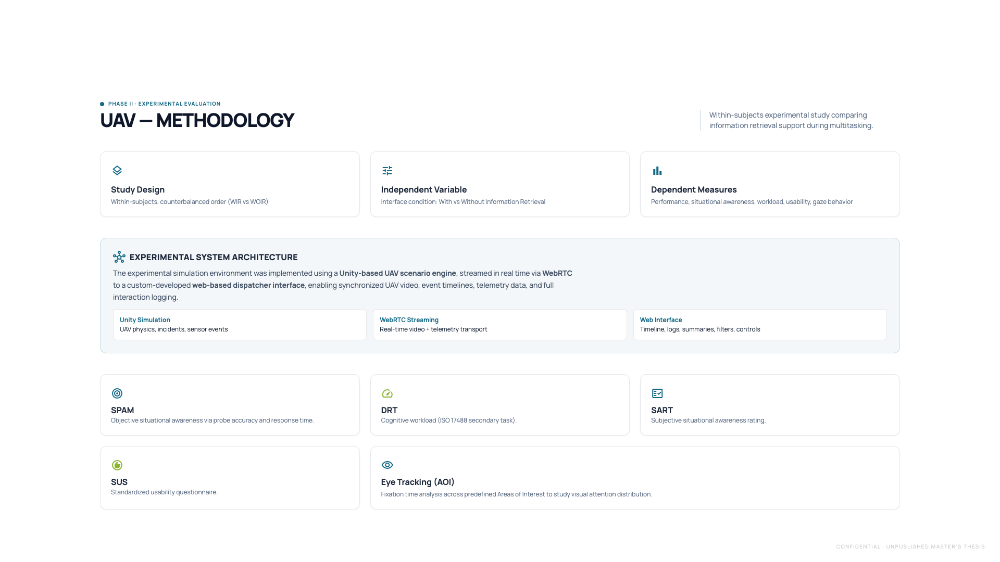 PHASE II · EXPERIMENTAL EVALUATION
UAV — METHODOLOGY
Within-subjects experimental study comparing
information retrieval support during multitasking.
Study Design
Within-subjects, counterbalanced order (WIR vs WOIR)
Independent Variable
Interface condition: With vs Without Information Retrieval
Dependent Measures
Performance, situational awareness, workload, usability, gaze behavior
EXPERIMENTAL SYSTEM ARCHITECTURE
The experimental simulation environment was implemented using a Unity-based UAV scenario engine, streamed in real time via WebRTC
to a custom-developed web-based dispatcher interface, enabling synchronized UAV video, event timelines, telemetry data, and full
interaction logging.
Unity Simulation
UAV physics, incidents, sensor events
WebRTC Streaming
Real-time video + telemetry transport
Web Interface
Timeline, logs, summaries, filters, controls
SPAM
Objective situational awareness via probe accuracy and response time.
DRT
Cognitive workload (ISO 17488 secondary task).
SART
Subjective situational awareness rating.
SUS
Standardized usability questionnaire.
Eye Tracking (AOI)
Fixation time analysis across predefined Areas of Interest to study visual attention distribution.
CONFIDENTIAL · UNPUBLISHED MASTER'S THESIS